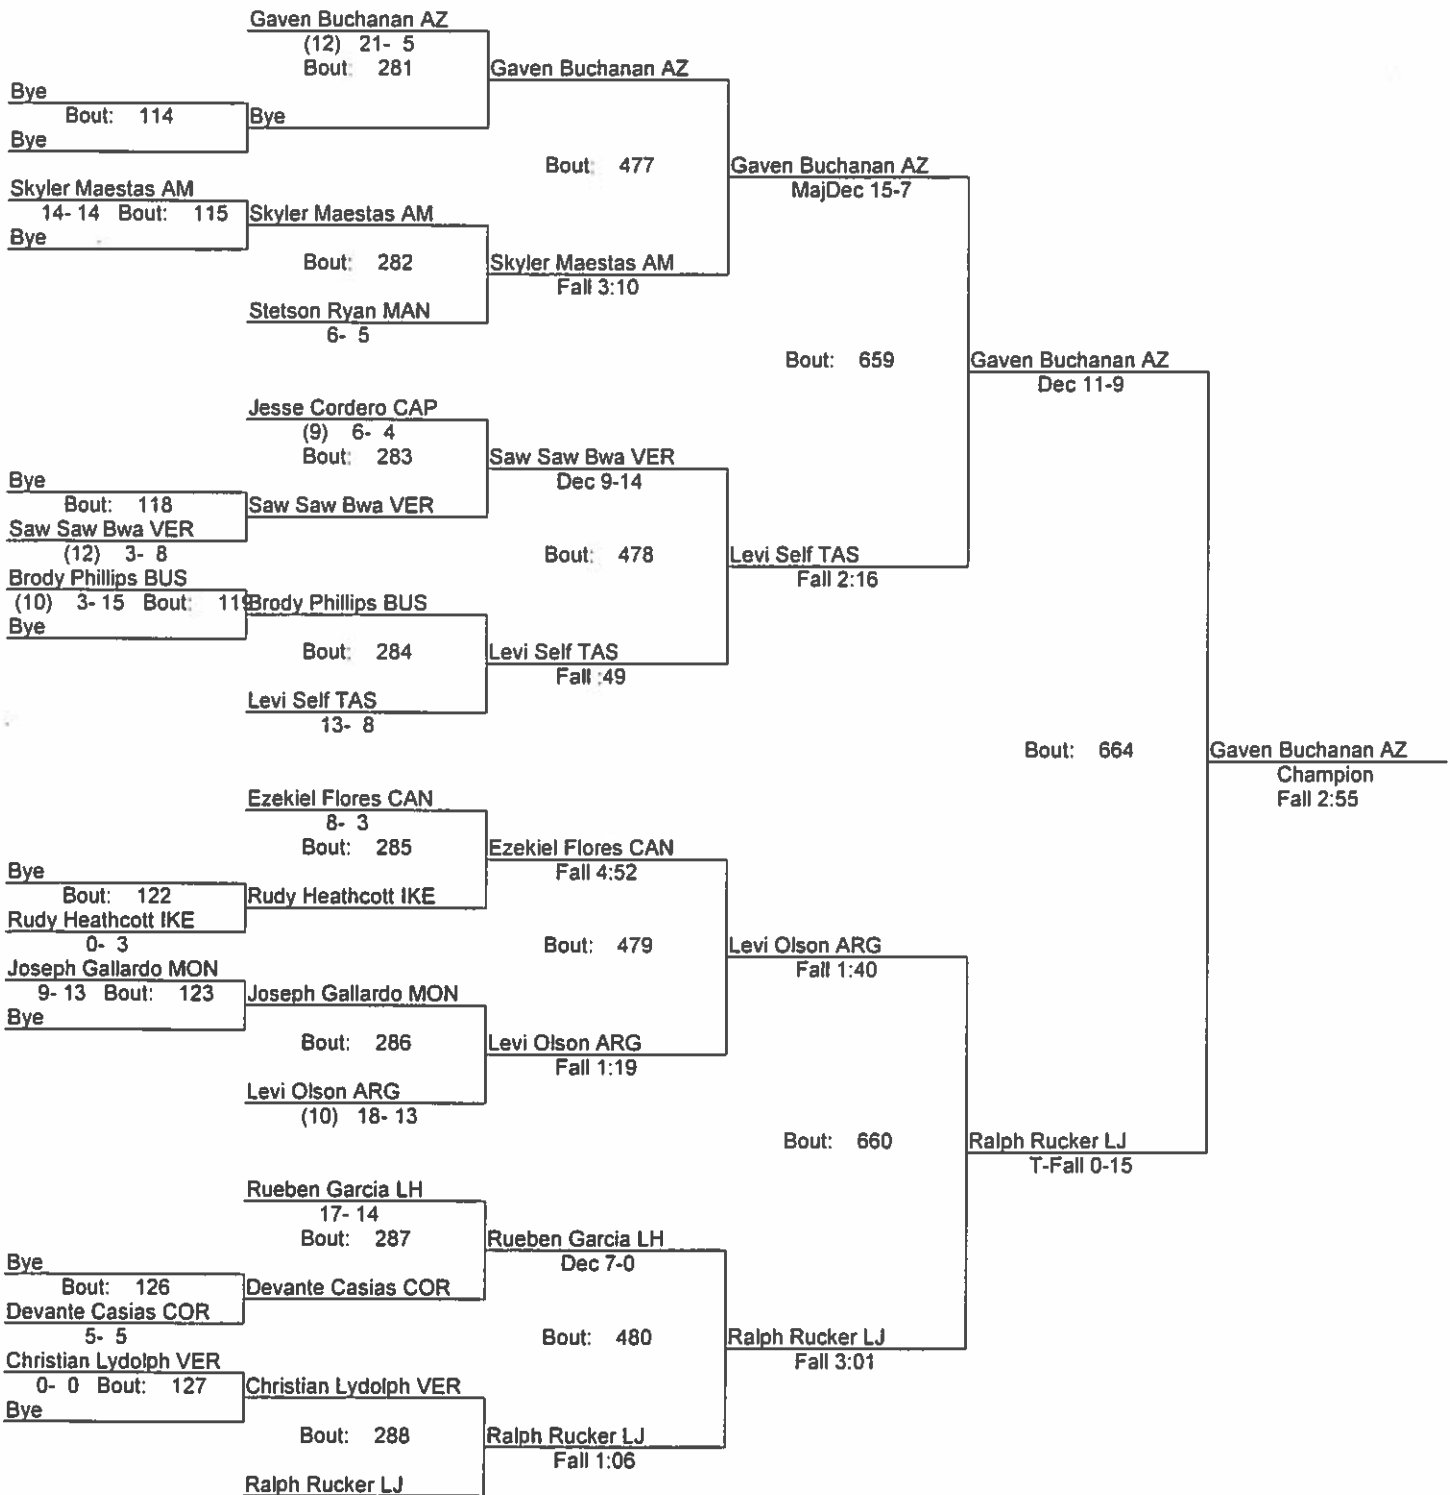 Gaven Buchanan AZ
(12) 21- 5
Bout: 281
Gaven Buchanan AZ
Bye
Bout: 114
Bye
Bye
Bout: 477
Gaven Buchanan AZ
MajDec 15-7
Skyler Maestas AM
14- 14 Bout: 115
Skyler Maestas AM
Bye
Bout: 282
Skyler Maestas AM
Fall 3:10
Stetson Ryan MAN
6- 5
Bout: 659
Gaven Buchanan AZ
Dec 11-9
Jesse Cordero CAP
(9) 6- 4
Bout: 283
Saw Saw Bwa VER
Dec 9-14
Bye
Bout: 118
Saw Saw Bwa VER
Saw Saw Bwa VER
(12) 3- 8
Bout: 478
Levi Self TAS
Fall 2:16
Brody Phillips BUS
(10) 3- 15 Bout: 119
Brody Phillips BUS
Bye
Bout: 284
Levi Self TAS
Fall :49
Levi Self TAS
13- 8
Bout: 664
Gaven Buchanan AZ
Champion
Fall 2:55
Ezekiel Flores CAN
8- 3
Bout: 285
Ezekiel Flores CAN
Fall 4:52
Bye
Bout: 122
Rudy Heathcott IKE
Rudy Heathcott IKE
0- 3
Bout: 479
Levi Olson ARG
Fall 1:40
Joseph Gallardo MON
9- 13 Bout: 123
Joseph Gallardo MON
Bye
Bout: 286
Levi Olson ARG
Fall 1:19
Levi Olson ARG
(10) 18- 13
Bout: 660
Ralph Rucker LJ
T-Fall 0-15
Rueben Garcia LH
17- 14
Bout: 287
Rueben Garcia LH
Dec 7-0
Bye
Bout: 126
Devante Casias COR
Devante Casias COR
5- 5
Bout: 480
Ralph Rucker LJ
Fall 3:01
Christian Lydolph VER
0- 0 Bout: 127
Christian Lydolph VER
Bye
Bout: 288
Ralph Rucker LJ
Fall 1:06
Ralph Rucker LJ